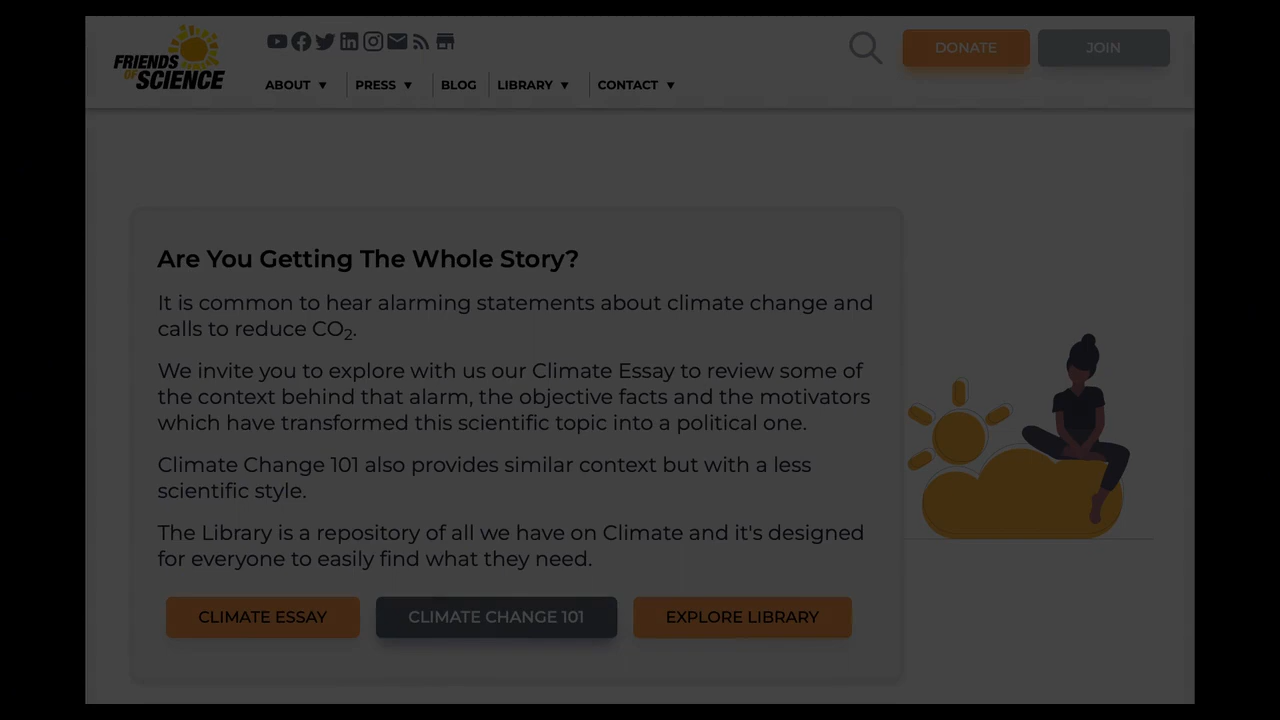 FRIENDS
OF
SCIENCE
DONATE
JOIN
ABOUT ▼
PRESS ▼
BLOG
LIBRARY ▼
CONTACT ▼
Are You Getting The Whole Story?
It is common to hear alarming statements about climate change and
calls to reduce CO₂.
We invite you to explore with us our Climate Essay to review some of
the context behind that alarm, the objective facts and the motivators
which have transformed this scientific topic into a political one.
Climate Change 101 also provides similar context but with a less
scientific style.
The Library is a repository of all we have on Climate and it's designed
for everyone to easily find what they need.
CLIMATE ESSAY
CLIMATE CHANGE 101
EXPLORE LIBRARY